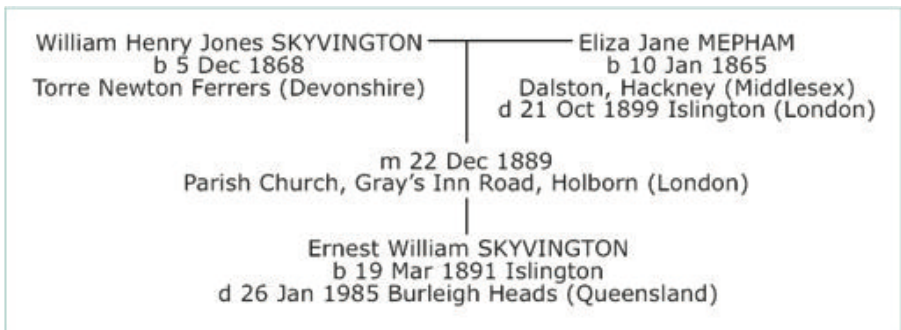 William Henry Jones SKYVINGTON
b 5 Dec 1868
Torre Newton Ferrers (Devonshire)
Eliza Jane MEPHAM
b 10 Jan 1865
Dalston, Hackney (Middlesex)
d 21 Oct 1899 Islington (London)
m 22 Dec 1889
Parish Church, Gray's Inn Road, Holborn (London)
Ernest William SKYVINGTON
b 19 Mar 1891 Islington
d 26 Jan 1985 Burleigh Heads (Queensland)